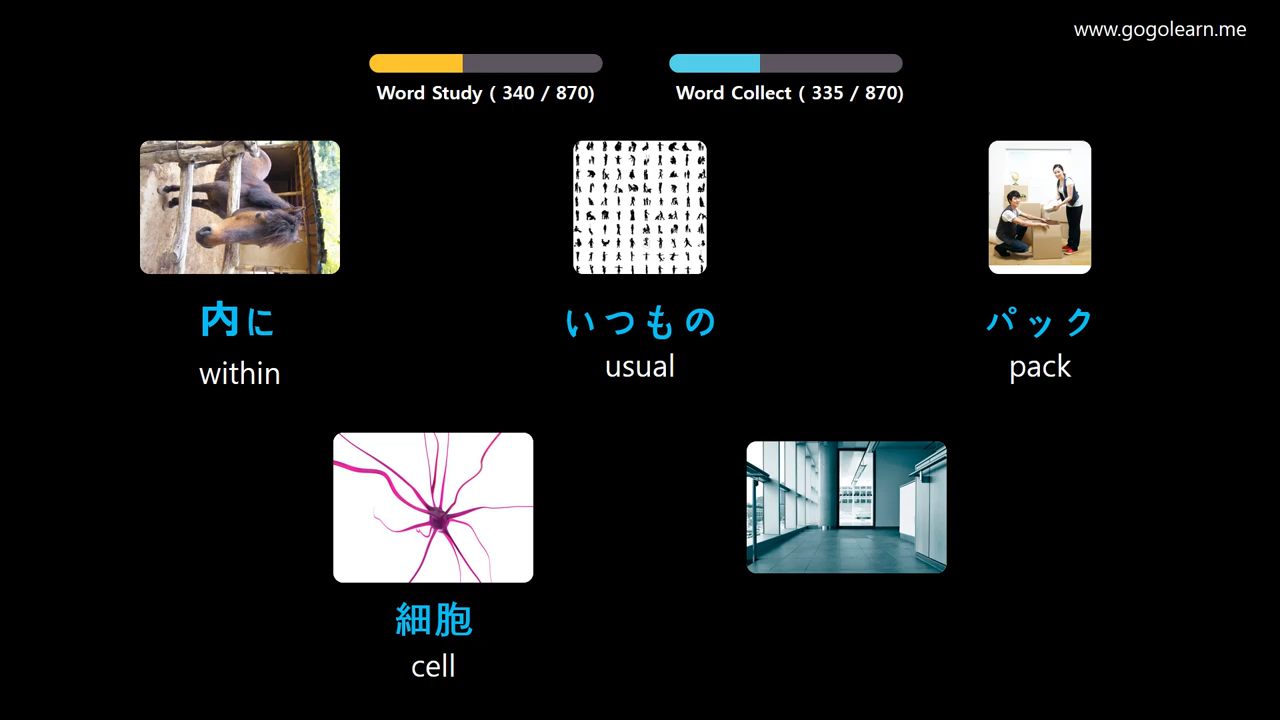 www.gogolearn.me
Word Study ( 340 / 870)
Word Collect ( 335 / 870)
内に
within
いつもの
usual
パック
pack
細胞
cell